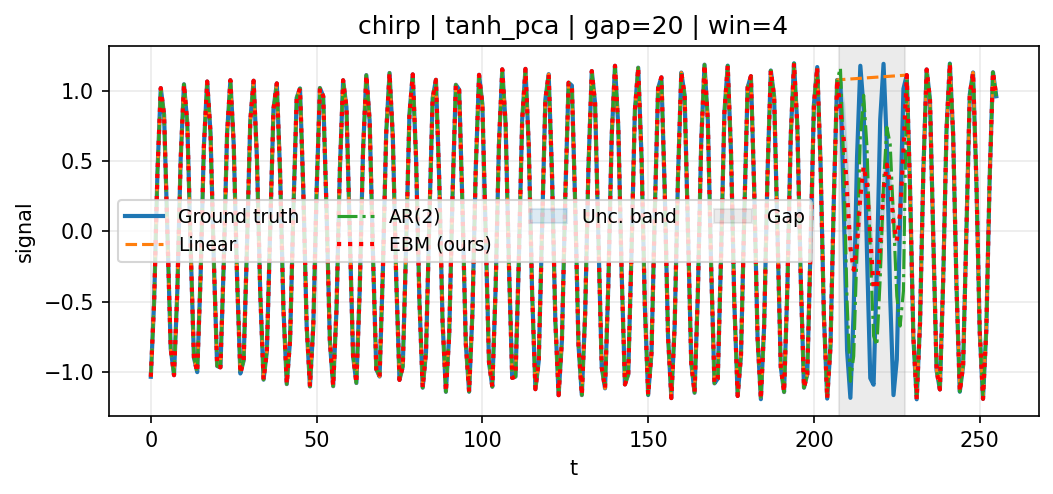 chirp | tanh_pca | gap=20 | win=4
signal
1.0
0.5
0.0
−0.5
−1.0
Ground truth AR(2) Unc. band Gap
Linear EBM (ours)
0 50 100 150 200 250
t